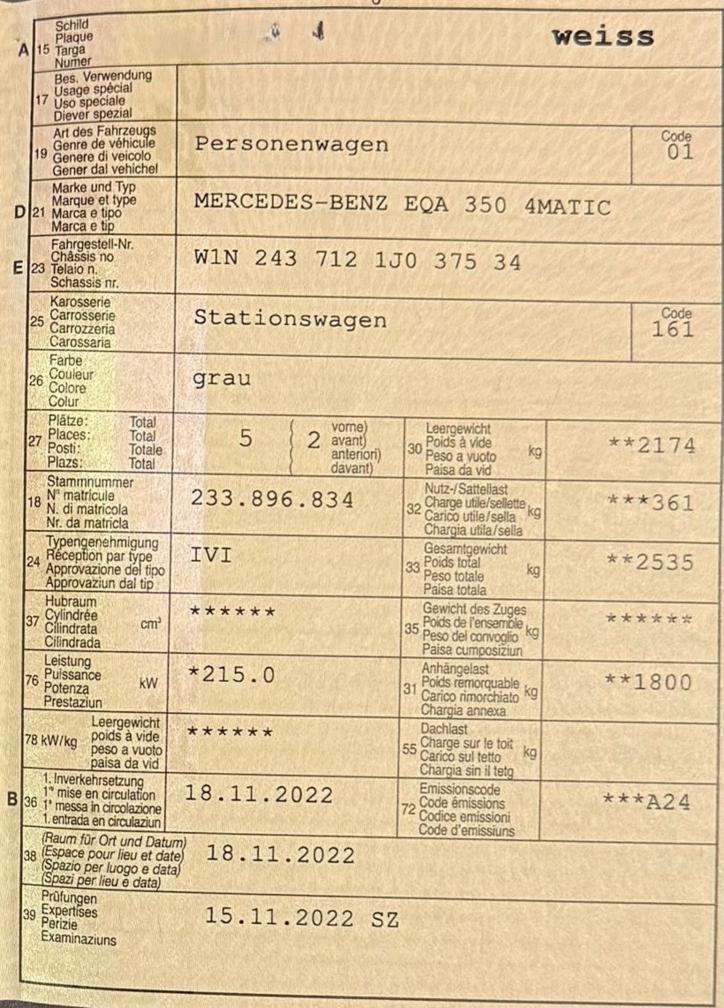 A 15 Schild
Plaque
Targa
Numer
weiss
17 Bes. Verwendung
Usage spécial
Uso speciale
Diever spezial
19 Art des Fahrzeugs
Genre de véhicule
Genere di veicolo
Gener dal vehichel
Personenwagen
Code
01
D 21 Marke und Typ
Marque et type
Marca e tipo
Marca e tip
MERCEDES-BENZ EQA 350 4MATIC
E 23 Fahrgestell-Nr.
Châssis no
Telaio n.
Schassis nr.
W1N 243 712 1J0 375 34
25 Karosserie
Carrosserie
Carrozzeria
Carossaria
Stationswagen
Code
161
26 Farbe
Couleur
Colore
Colur
grau
27 Plätze: Total
Places: Total
Posti: Totale
Plazs: Total
5 ( 2 vorne)
avant)
anteriori)
davant)
30 Leergewicht
Poids à vide
Peso a vuoto
Paisa da vid
kg
**2174
18 Stammnummer
N° matricule
N. di matricola
Nr. da matricla
233.896.834
32 Nutz-/Sattellast
Charge utile/sellette
Carico utile/sella
Chargia utila/sella
kg
***361
24 Typengenehmigung
Réception par type
Approvazione del tipo
Approvaziun dal tip
IVI
33 Gesamtgewicht
Poids total
Peso totale
Paisa totala
kg
**2535
37 Hubraum
Cylindrée
Cilindrata
Cilindrada
cm³
******
35 Gewicht des Zuges
Poids de l'ensemble
Peso del convoglio
Paisa cumposiziun
kg
******
76 Leistung
Puissance
Potenza
Prestaziun
kW
*215.0
31 Anhängelast
Poids remorquable
Carico rimorchiato
Chargia annexa
kg
**1800
78 kW/kg Leergewicht
poids à vide
peso a vuoto
paisa da vid
******
55 Dachlast
Charge sur le toit
Carico sul tetto
Chargia sin il tetg
kg
B 36 1. Inverkehrsetzung
1re mise en circulation
1a messa in circolazione
1. entrada en circulaziun
18.11.2022
72 Emissionscode
Code émissions
Codice emissioni
Code d'emissiuns
***A24
38 (Raum für Ort und Datum)
(Espace pour lieu et date)
(Spazio per luogo e data)
(Spazi per lieu e data)
18.11.2022
39 Prüfungen
Expertises
Perizie
Examinaziuns
15.11.2022 SZ